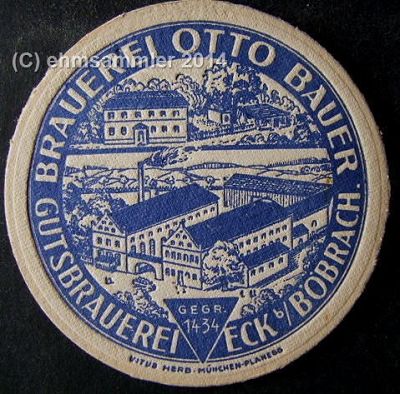 (C) ehmsammler 2014
BRAUEREI OTTO BAUER
GUTSBRAUEREI ECK b/BÖBRACH.
GEGR.
1434
VITUS HERB·MÜNCHEN-PLANEGG